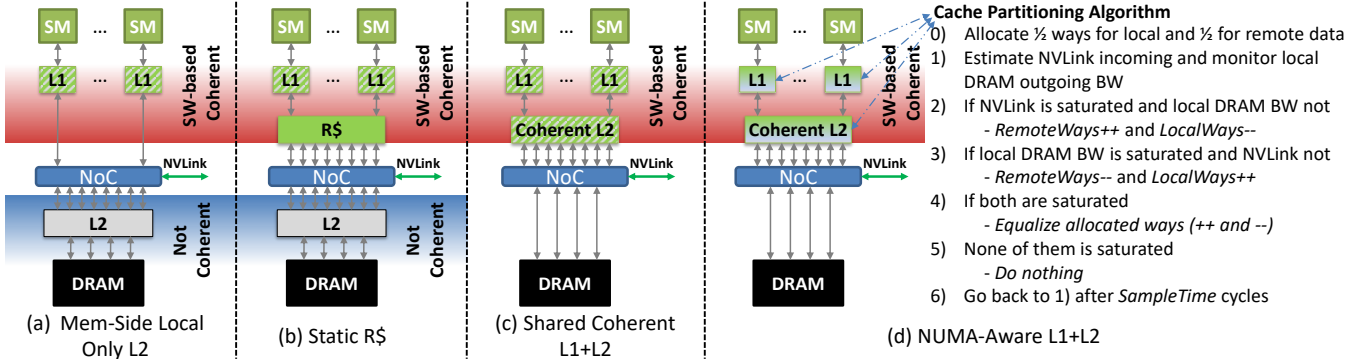 SM ... SM
L1 ... L1
SW-based
Coherent
NoC
NVLink
L2
Not
Coherent
DRAM
(a) Mem-Side Local
Only L2
SM ... SM
L1 ... L1
SW-based
Coherent
R$
NoC
NVLink
L2
Not
Coherent
DRAM
(b) Static R$
SM ... SM
L1 ... L1
SW-based
Coherent
Coherent L2
NoC
NVLink
DRAM
(c) Shared Coherent
L1+L2
SM ... SM
L1 ... L1
SW-based
Coherent
Coherent L2
NoC
NVLink
DRAM
(d) NUMA-Aware L1+L2
Cache Partitioning Algorithm
0) Allocate ½ ways for local and ½ for remote data
1) Estimate NVLink incoming and monitor local
DRAM outgoing BW
2) If NVLink is saturated and local DRAM BW not
- RemoteWays++ and LocalWays--
3) If local DRAM BW is saturated and NVLink not
- RemoteWays-- and LocalWays++
4) If both are saturated
- Equalize allocated ways (++ and --)
5) None of them is saturated
- Do nothing
6) Go back to 1) after SampleTime cycles